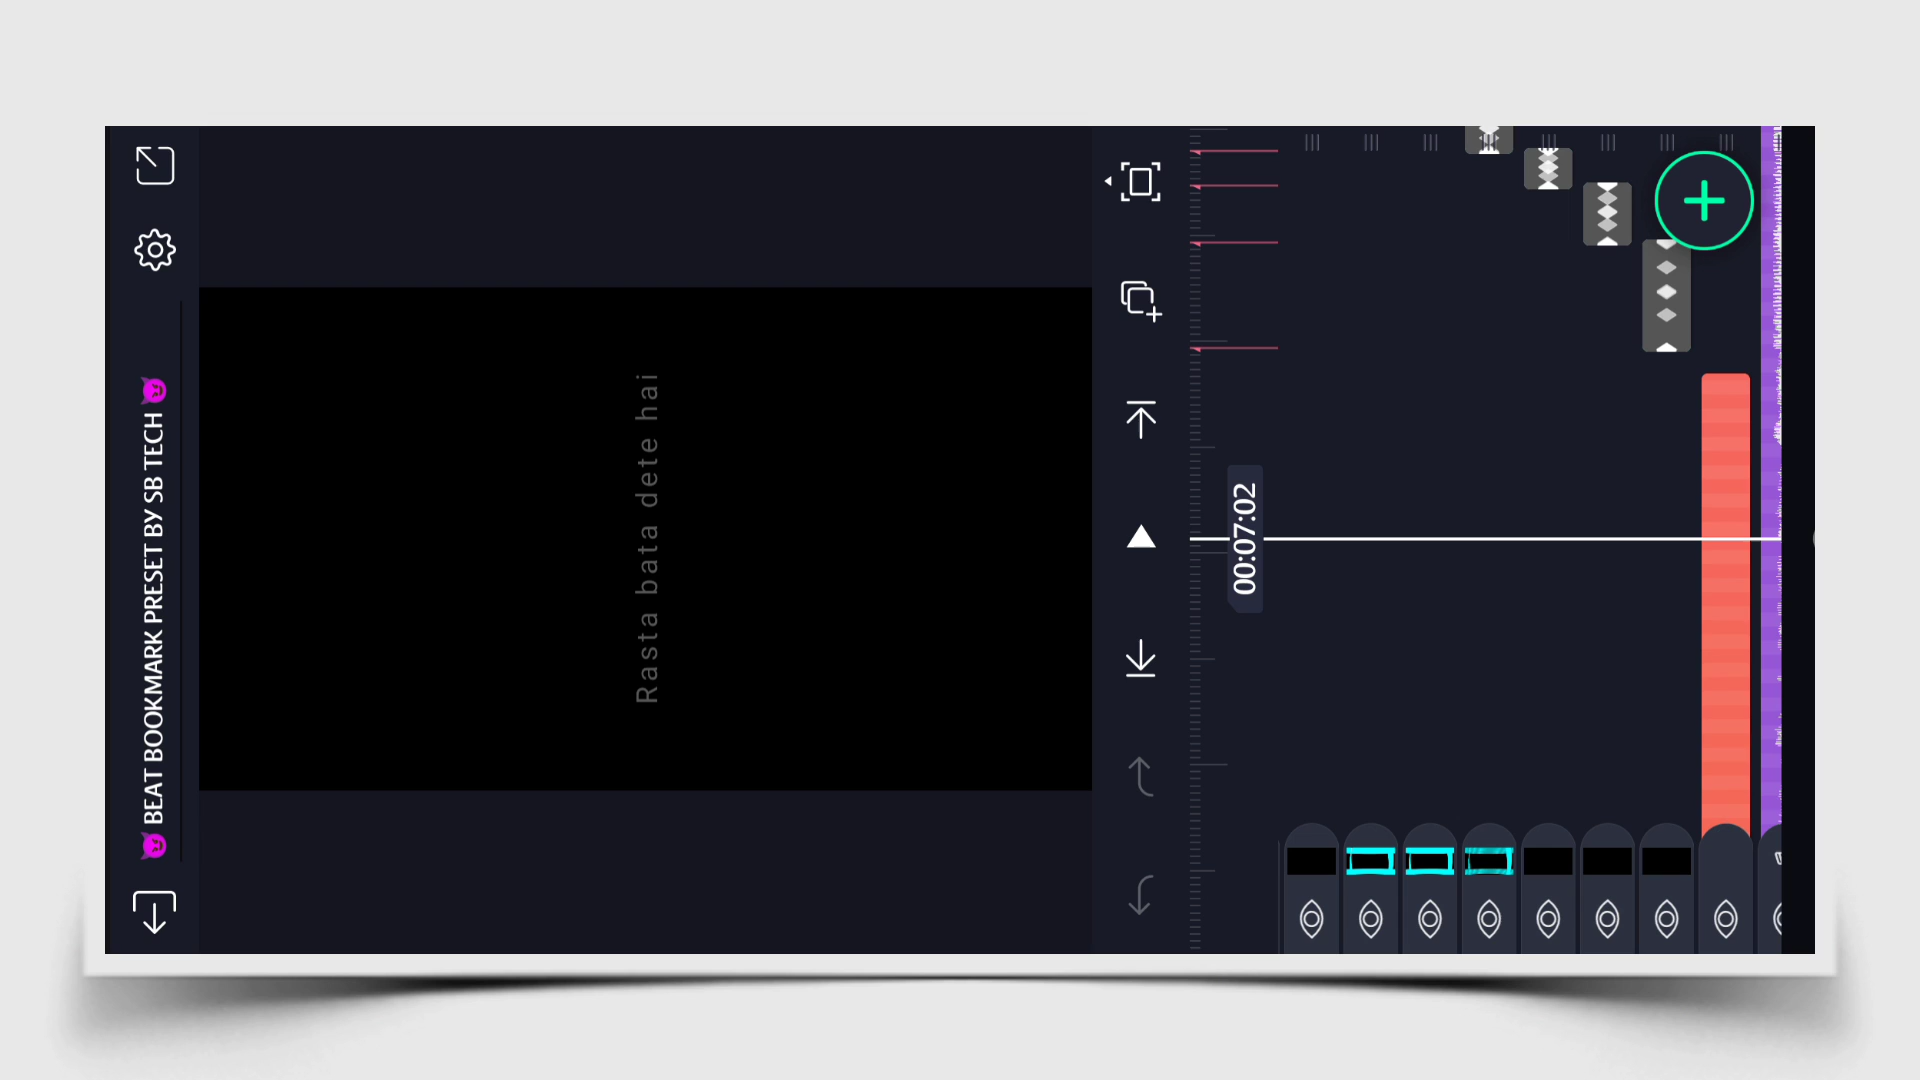 😈 BEAT BOOKMARK PRESET BY SB TECH 😈
Rasta bata dete hai
00:07:02